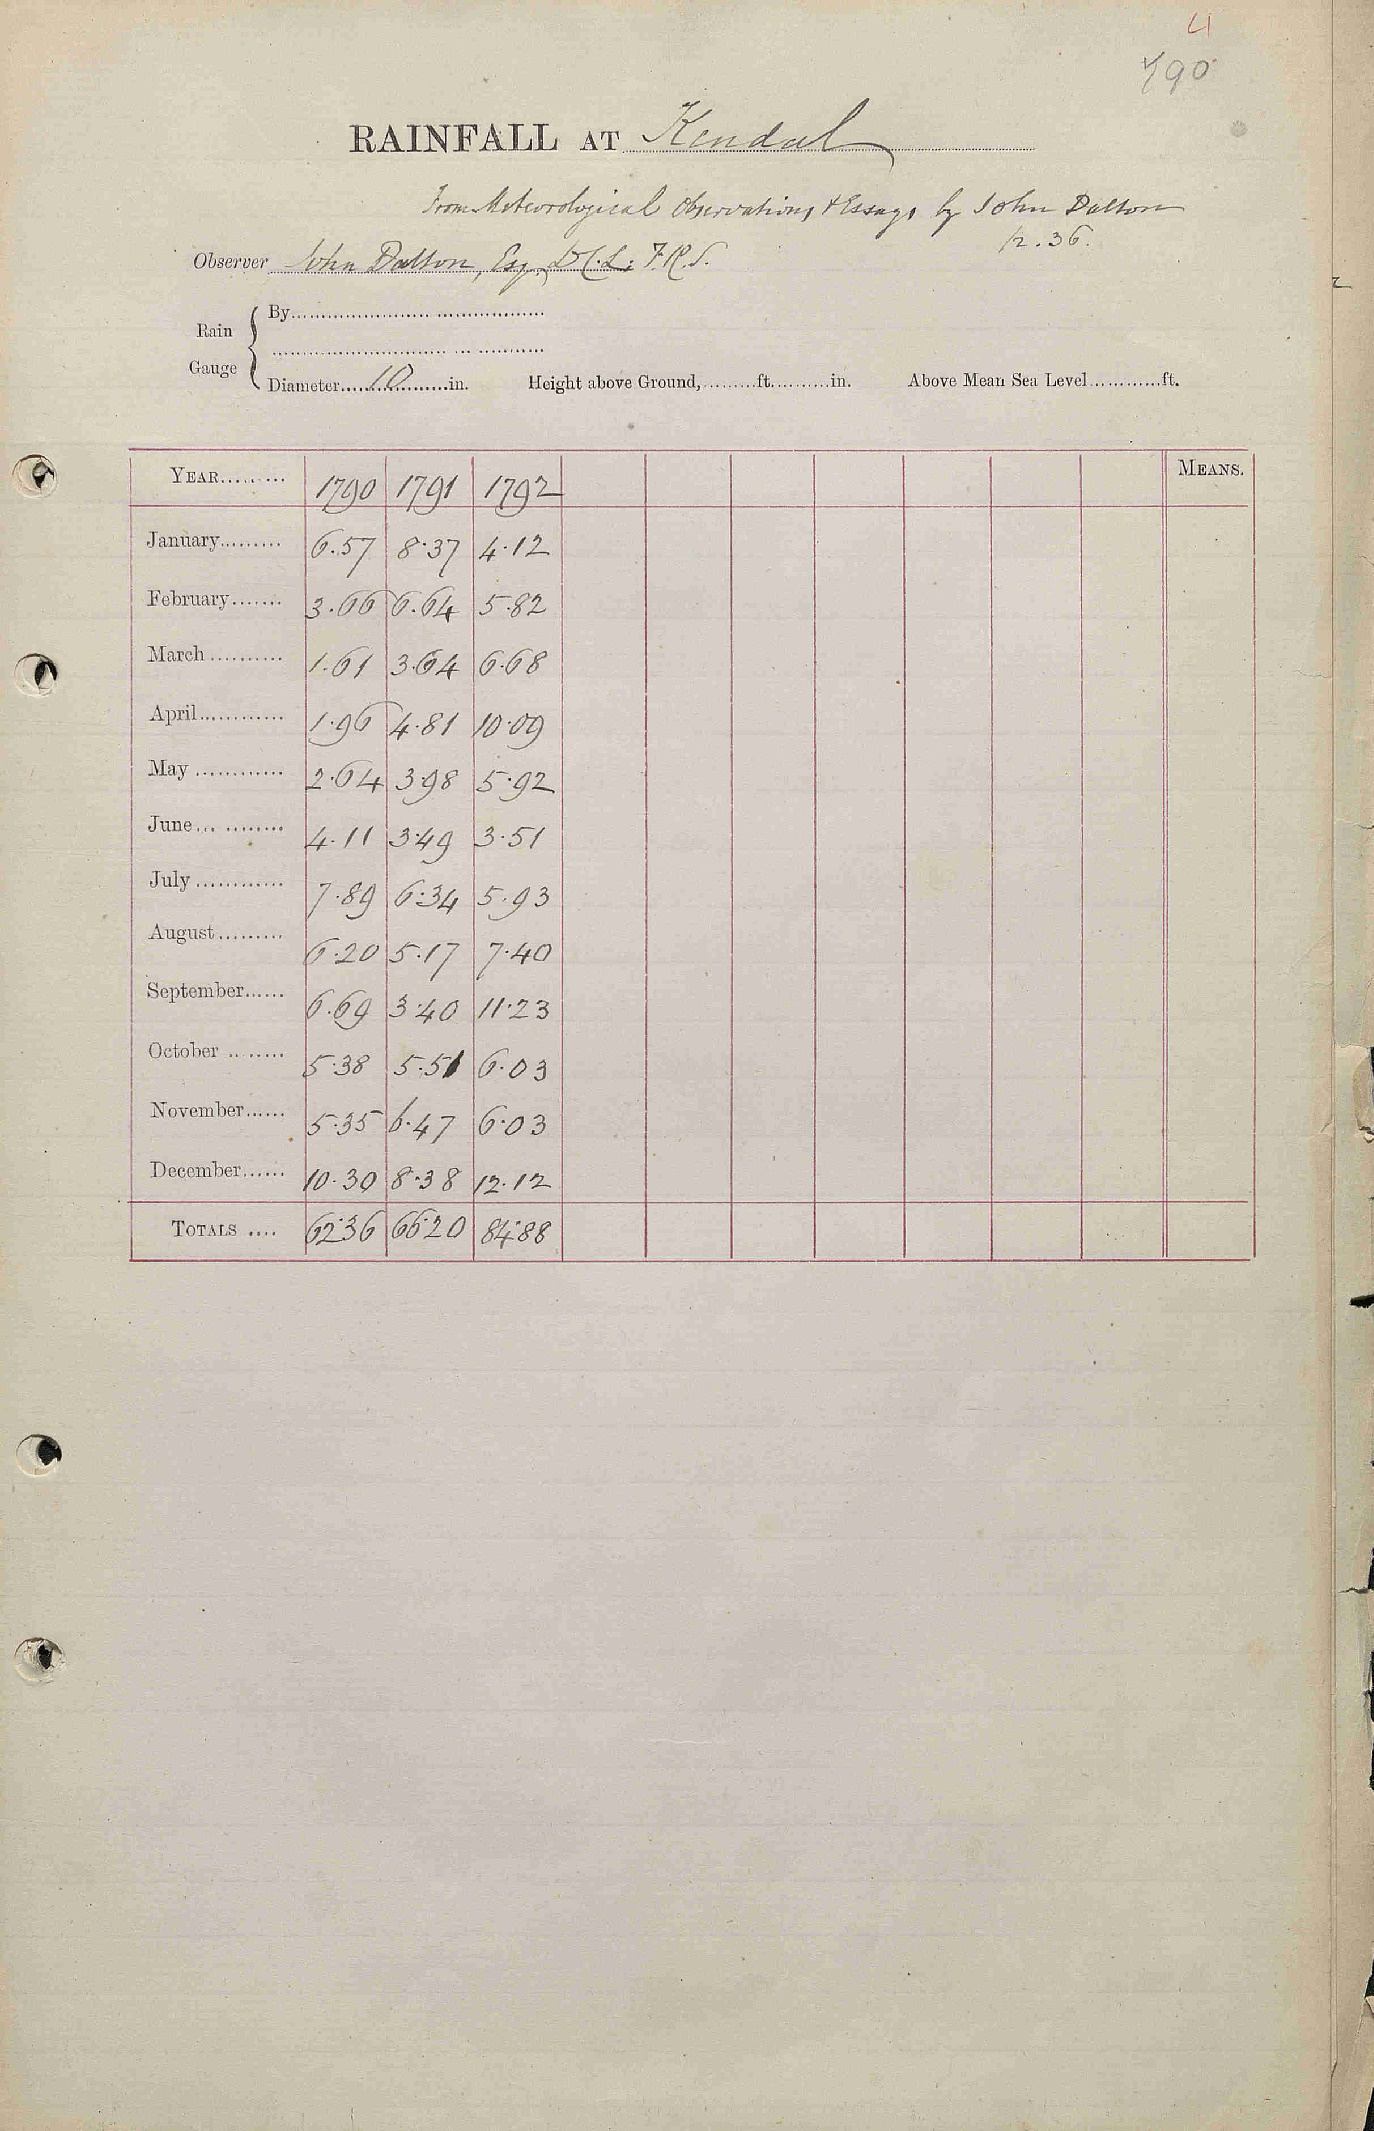 4
790
RAINFALL AT Kendal
From Meteorological Observations & Essays by John Dalton
p. 36.
Observer John Dalton, Esq., D.C.L; F.R.S.
Rain Gauge
By
Diameter 10 in. Height above Ground, ft. in. Above Mean Sea Level ft.
YEAR 1790 1791 1792 MEANS.
January 6.57 8.37 4.12
February 3.66 6.64 5.82
March 1.61 3.64 6.68
April 1.96 4.81 10.09
May 2.64 3.98 5.92
June 4.11 3.49 3.51
July 7.89 6.34 5.93
August 6.20 5.17 7.40
September 6.69 3.40 11.23
October 5.38 5.51 6.03
November 5.35 6.47 6.03
December 10.30 8.38 12.12
TOTALS 62.36 66.20 84.88